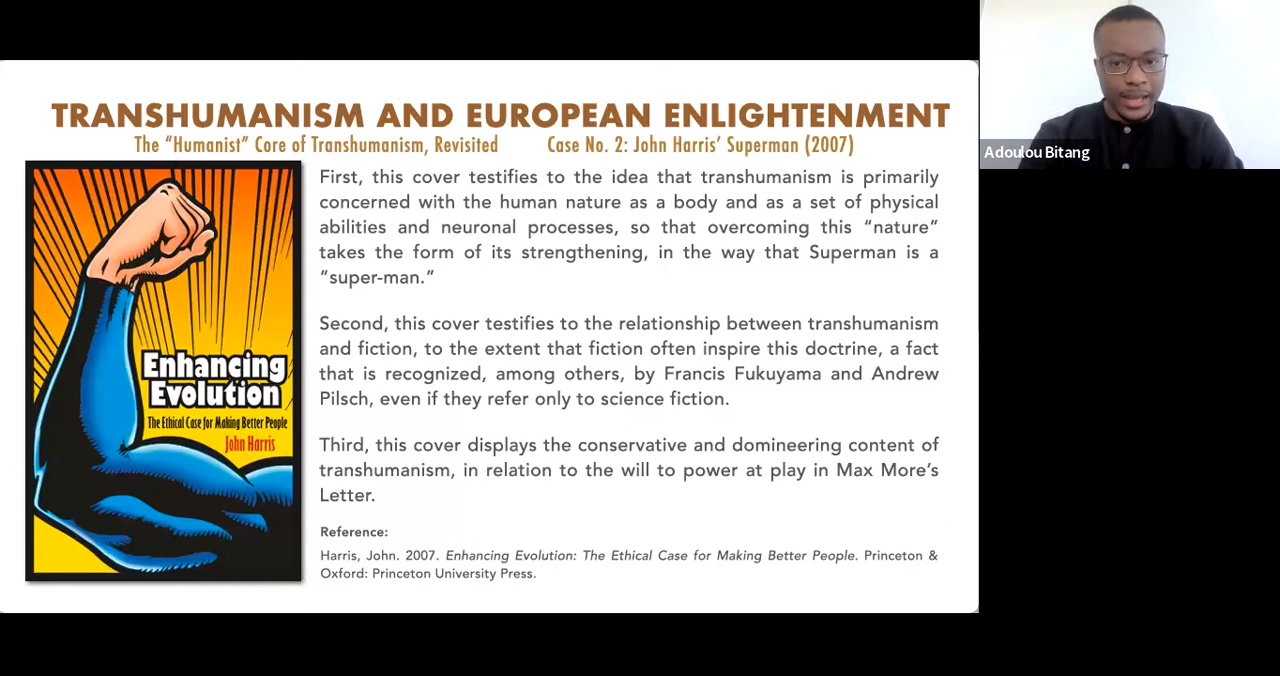 TRANSHUMANISM AND EUROPEAN ENLIGHTENMENT
The “Humanist” Core of Transhumanism, Revisited Case No. 2: John Harris’ Superman (2007)
First, this cover testifies to the idea that transhumanism is primarily
concerned with the human nature as a body and as a set of physical
abilities and neuronal processes, so that overcoming this “nature”
takes the form of its strengthening, in the way that Superman is a
“super-man.”
Second, this cover testifies to the relationship between transhumanism
and fiction, to the extent that fiction often inspire this doctrine, a fact
that is recognized, among others, by Francis Fukuyama and Andrew
Pilsch, even if they refer only to science fiction.
Third, this cover displays the conservative and domineering content of
transhumanism, in relation to the will to power at play in Max More’s
Letter.
Reference:
Harris, John. 2007. Enhancing Evolution: The Ethical Case for Making Better People. Princeton &
Oxford: Princeton University Press.
Enhancing
Evolution
The Ethical Case for Making Better People
John Harris
Adoulou Bitang